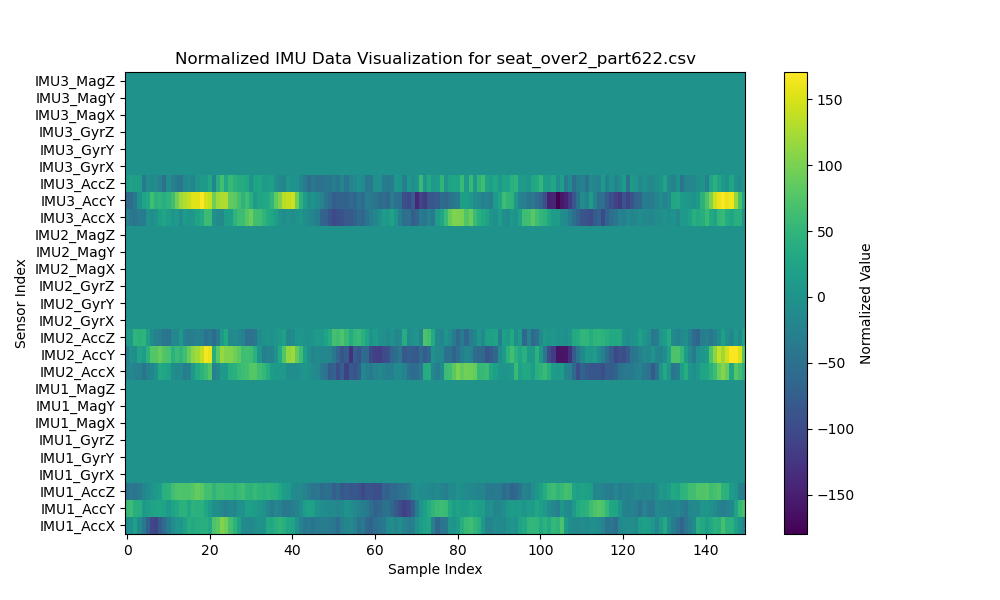 Normalized IMU Data Visualization for seat_over2_part622.csv
IMU3_MagZ
IMU3_MagY
IMU3_MagX
IMU3_GyrZ
IMU3_GyrY
IMU3_GyrX
IMU3_AccZ
IMU3_AccY
IMU3_AccX
IMU2_MagZ
IMU2_MagY
IMU2_MagX
IMU2_GyrZ
IMU2_GyrY
IMU2_GyrX
IMU2_AccZ
IMU2_AccY
IMU2_AccX
IMU1_MagZ
IMU1_MagY
IMU1_MagX
IMU1_GyrZ
IMU1_GyrY
IMU1_GyrX
IMU1_AccZ
IMU1_AccY
IMU1_AccX
Sensor Index
0 20 40 60 80 100 120 140
Sample Index
150
100
50
0
−50
−100
−150
Normalized Value